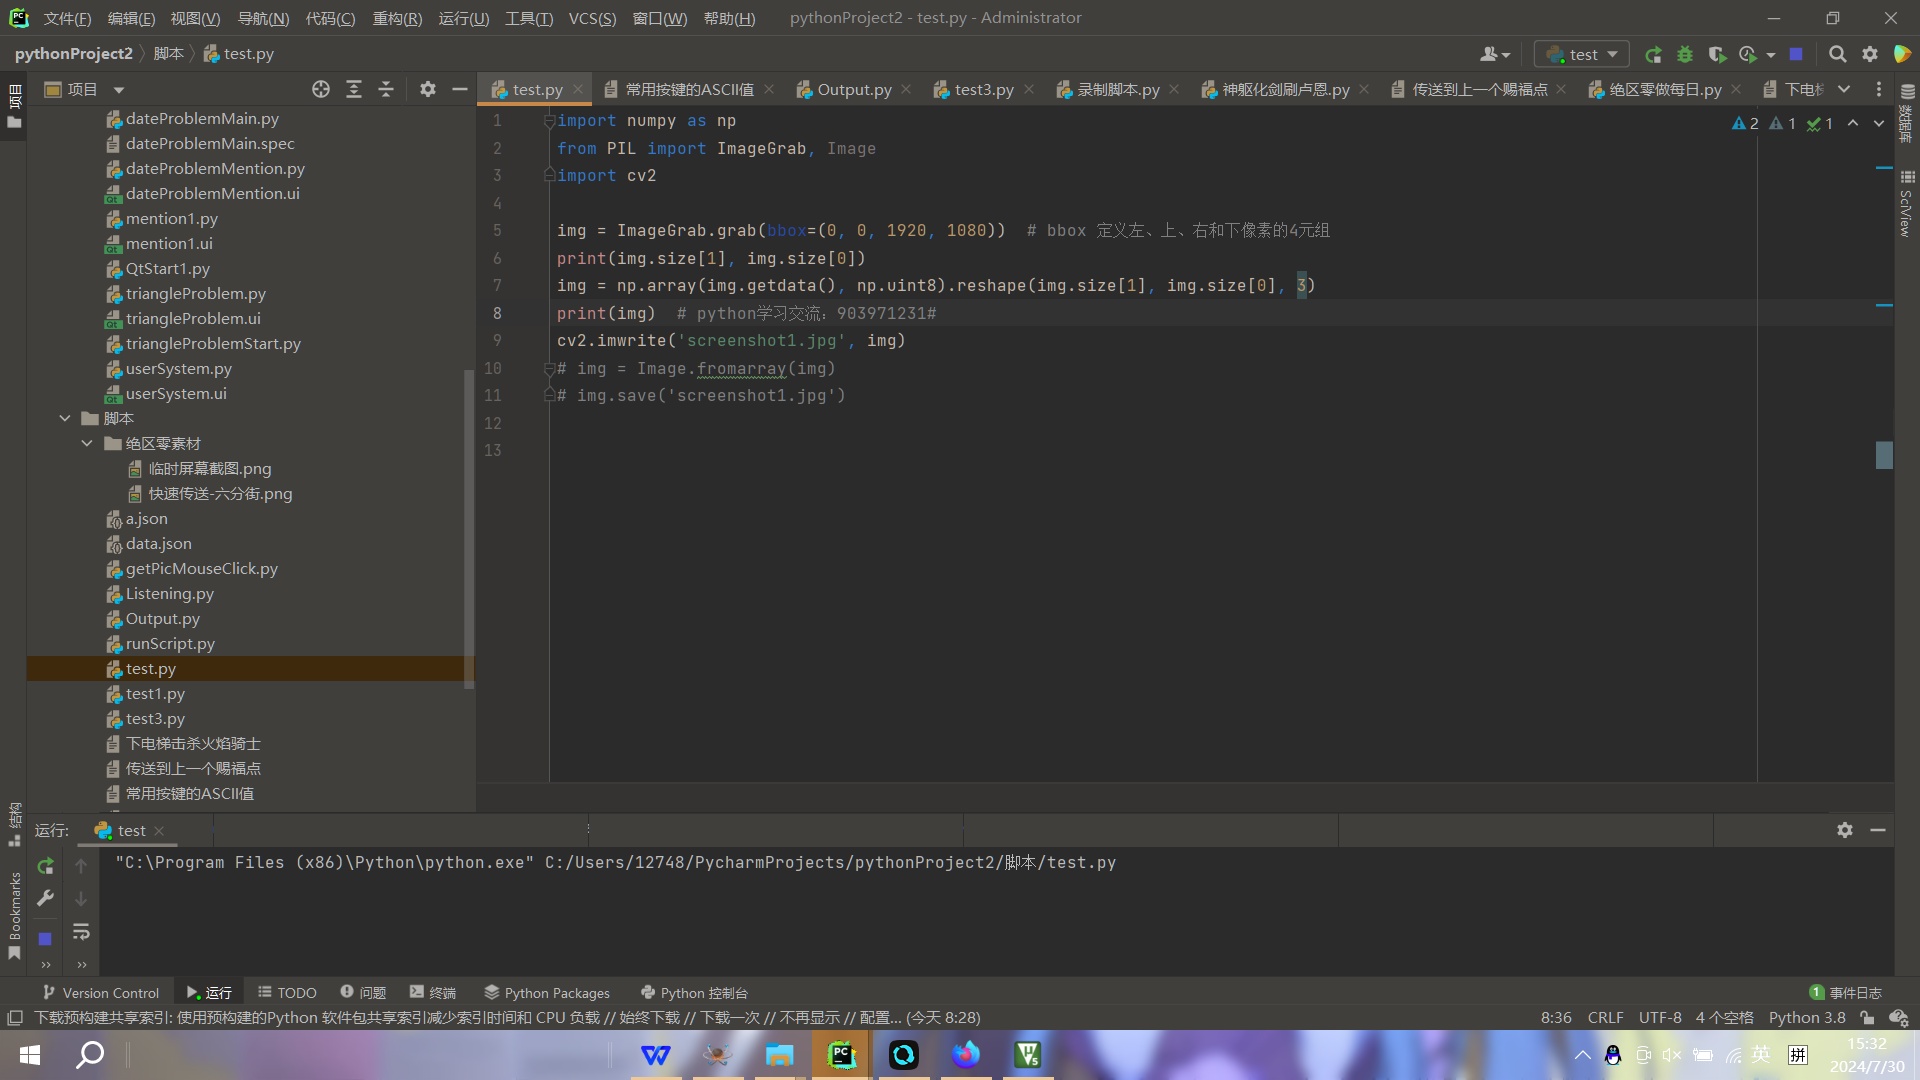 文件(F) 编辑(E) 视图(V) 导航(N) 代码(C) 重构(R) 运行(U) 工具(T) VCS(S) 窗口(W) 帮助(H) pythonProject2 - test.py - Administrator
pythonProject2 脚本 test.py
test
项目
test.py 常用按键的ASCII值 Output.py test3.py 录制脚本.py 神躯化剑刷卢恩.py 传送到上一个赐福点 绝区零做每日.py 下电梯
项目
数据库
SciView
结构
Bookmarks
dateProblemMain.py
dateProblemMain.spec
dateProblemMention.py
dateProblemMention.ui
mention1.py
mention1.ui
QtStart1.py
triangleProblem.py
triangleProblem.ui
triangleProblemStart.py
userSystem.py
userSystem.ui
脚本
绝区零素材
临时屏幕截图.png
快速传送-六分街.png
a.json
data.json
getPicMouseClick.py
Listening.py
Output.py
runScript.py
test.py
test1.py
test3.py
下电梯击杀火焰骑士
传送到上一个赐福点
常用按键的ASCII值
2 1 1
1 import numpy as np
2 from PIL import ImageGrab, Image
3 import cv2
4
5 img = ImageGrab.grab(bbox=(0, 0, 1920, 1080)) # bbox 定义左、上、右和下像素的4元组
6 print(img.size[1], img.size[0])
7 img = np.array(img.getdata(), np.uint8).reshape(img.size[1], img.size[0], 3)
8 print(img) # python学习交流：903971231#
9 cv2.imwrite('screenshot1.jpg', img)
10 # img = Image.fromarray(img)
11 # img.save('screenshot1.jpg')
12
13
运行: test
"C:\Program Files (x86)\Python\python.exe" C:/Users/12748/PycharmProjects/pythonProject2/脚本/test.py
Version Control 运行 TODO 问题 终端 Python Packages Python 控制台 1 事件日志
下载预构建共享索引: 使用预构建的Python 软件包共享索引减少索引时间和 CPU 负载 // 始终下载 // 下载一次 // 不再显示 // 配置... (今天 8:28) 8:36 CRLF UTF-8 4 个空格 Python 3.8
英 拼 15:32
2024/7/30